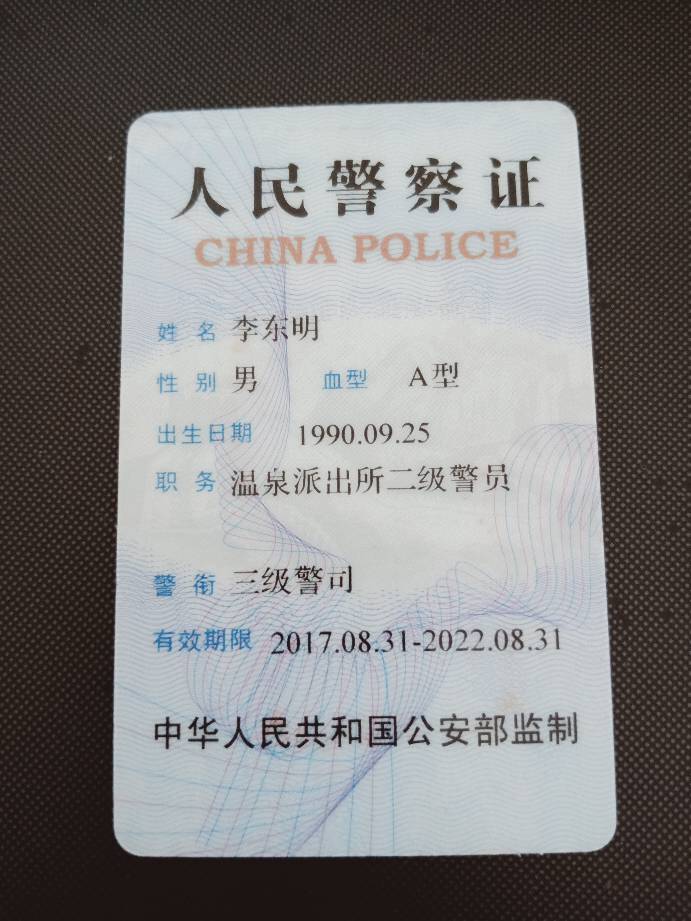 人民警察证
CHINA POLICE
姓名 李东明
性别 男 血型 A型
出生日期 1990.09.25
职务 温泉派出所二级警员
警衔 三级警司
有效期限 2017.08.31-2022.08.31
中华人民共和国公安部监制